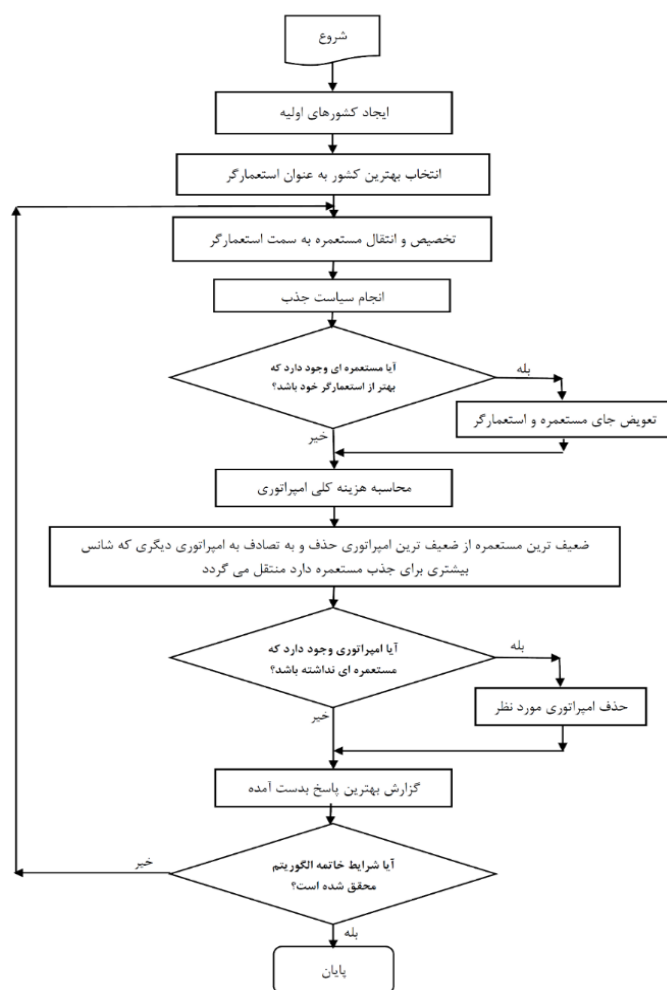 شروع
ایجاد کشورهای اولیه
انتخاب بهترین کشور به عنوان استعمارگر
تخصیص و انتقال مستعمره به سمت استعمارگر
انجام سیاست جذب
آیا مستعمره ای وجود دارد که
بهتر از استعمارگر خود باشد؟
بله
تعویض جای مستعمره و استعمارگر
خیر
محاسبه هزینه کلی امپراتوری
ضعیف ترین مستعمره از ضعیف ترین امپراتوری حذف و به تصادف به امپراتوری دیگری که شانس
بیشتری برای جذب مستعمره دارد منتقل می گردد
آیا امپراتوری وجود دارد که
مستعمره ای نداشته باشد؟
بله
حذف امپراتوری مورد نظر
خیر
گزارش بهترین پاسخ بدست آمده
آیا شرایط خاتمه الگوریتم
محقق شده است؟
خیر
بله
پایان